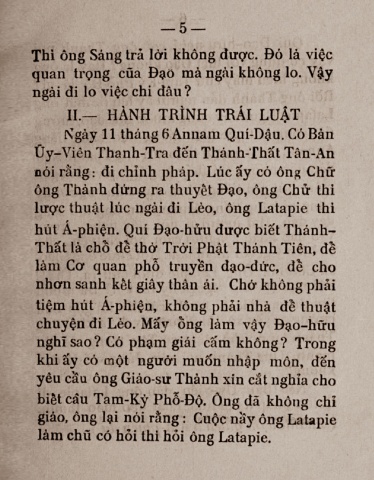 — 5 —
Thì ông Sáng trả lời không được. Đó là việc
quan trọng của Đạo mà ngài không lo. Vậy
ngài đi lo việc chi đâu?
II.— HÀNH TRÌNH TRÁI LUẬT
Ngày 11 tháng 6 Annam Quí-Dậu. Có Bản
Ủy-Viên Thanh-Tra đến Thánh-Thất Tân-An
nói rằng: đi chỉnh pháp. Lúc ấy có ông Chữ
ông Thành đứng ra thuyết Đạo, ông Chử thì
lược thuật lúc ngài đi Lèo, ông Latapie thì
hút Á-phiện. Quí Đạo-hữu được biết Thánh-
Thất là chỗ để thờ Trời Phật Thánh Tiên, để
làm Cơ quan phổ truyền đạo-đức, để cho
nhơn sanh kết giây thân ái. Chớ không phải
tiệm hút Á-phiện, không phải nhà để thuật
chuyện đi Lèo. Mấy ổng làm vậy Đạo-hữu
nghĩ sao? Có phạm giải cấm không? Trong
khi ấy có một người muốn nhập môn, đến
yêu cầu ông Giáo-sư Thành xin cắt nghĩa cho
biết câu Tam-Kỳ Phổ-Độ. Ông đã không chỉ
giáo, ông lại nói rằng: Cuộc nầy ông Latapie
làm chũ có hỏi thì hỏi ông Latapie.